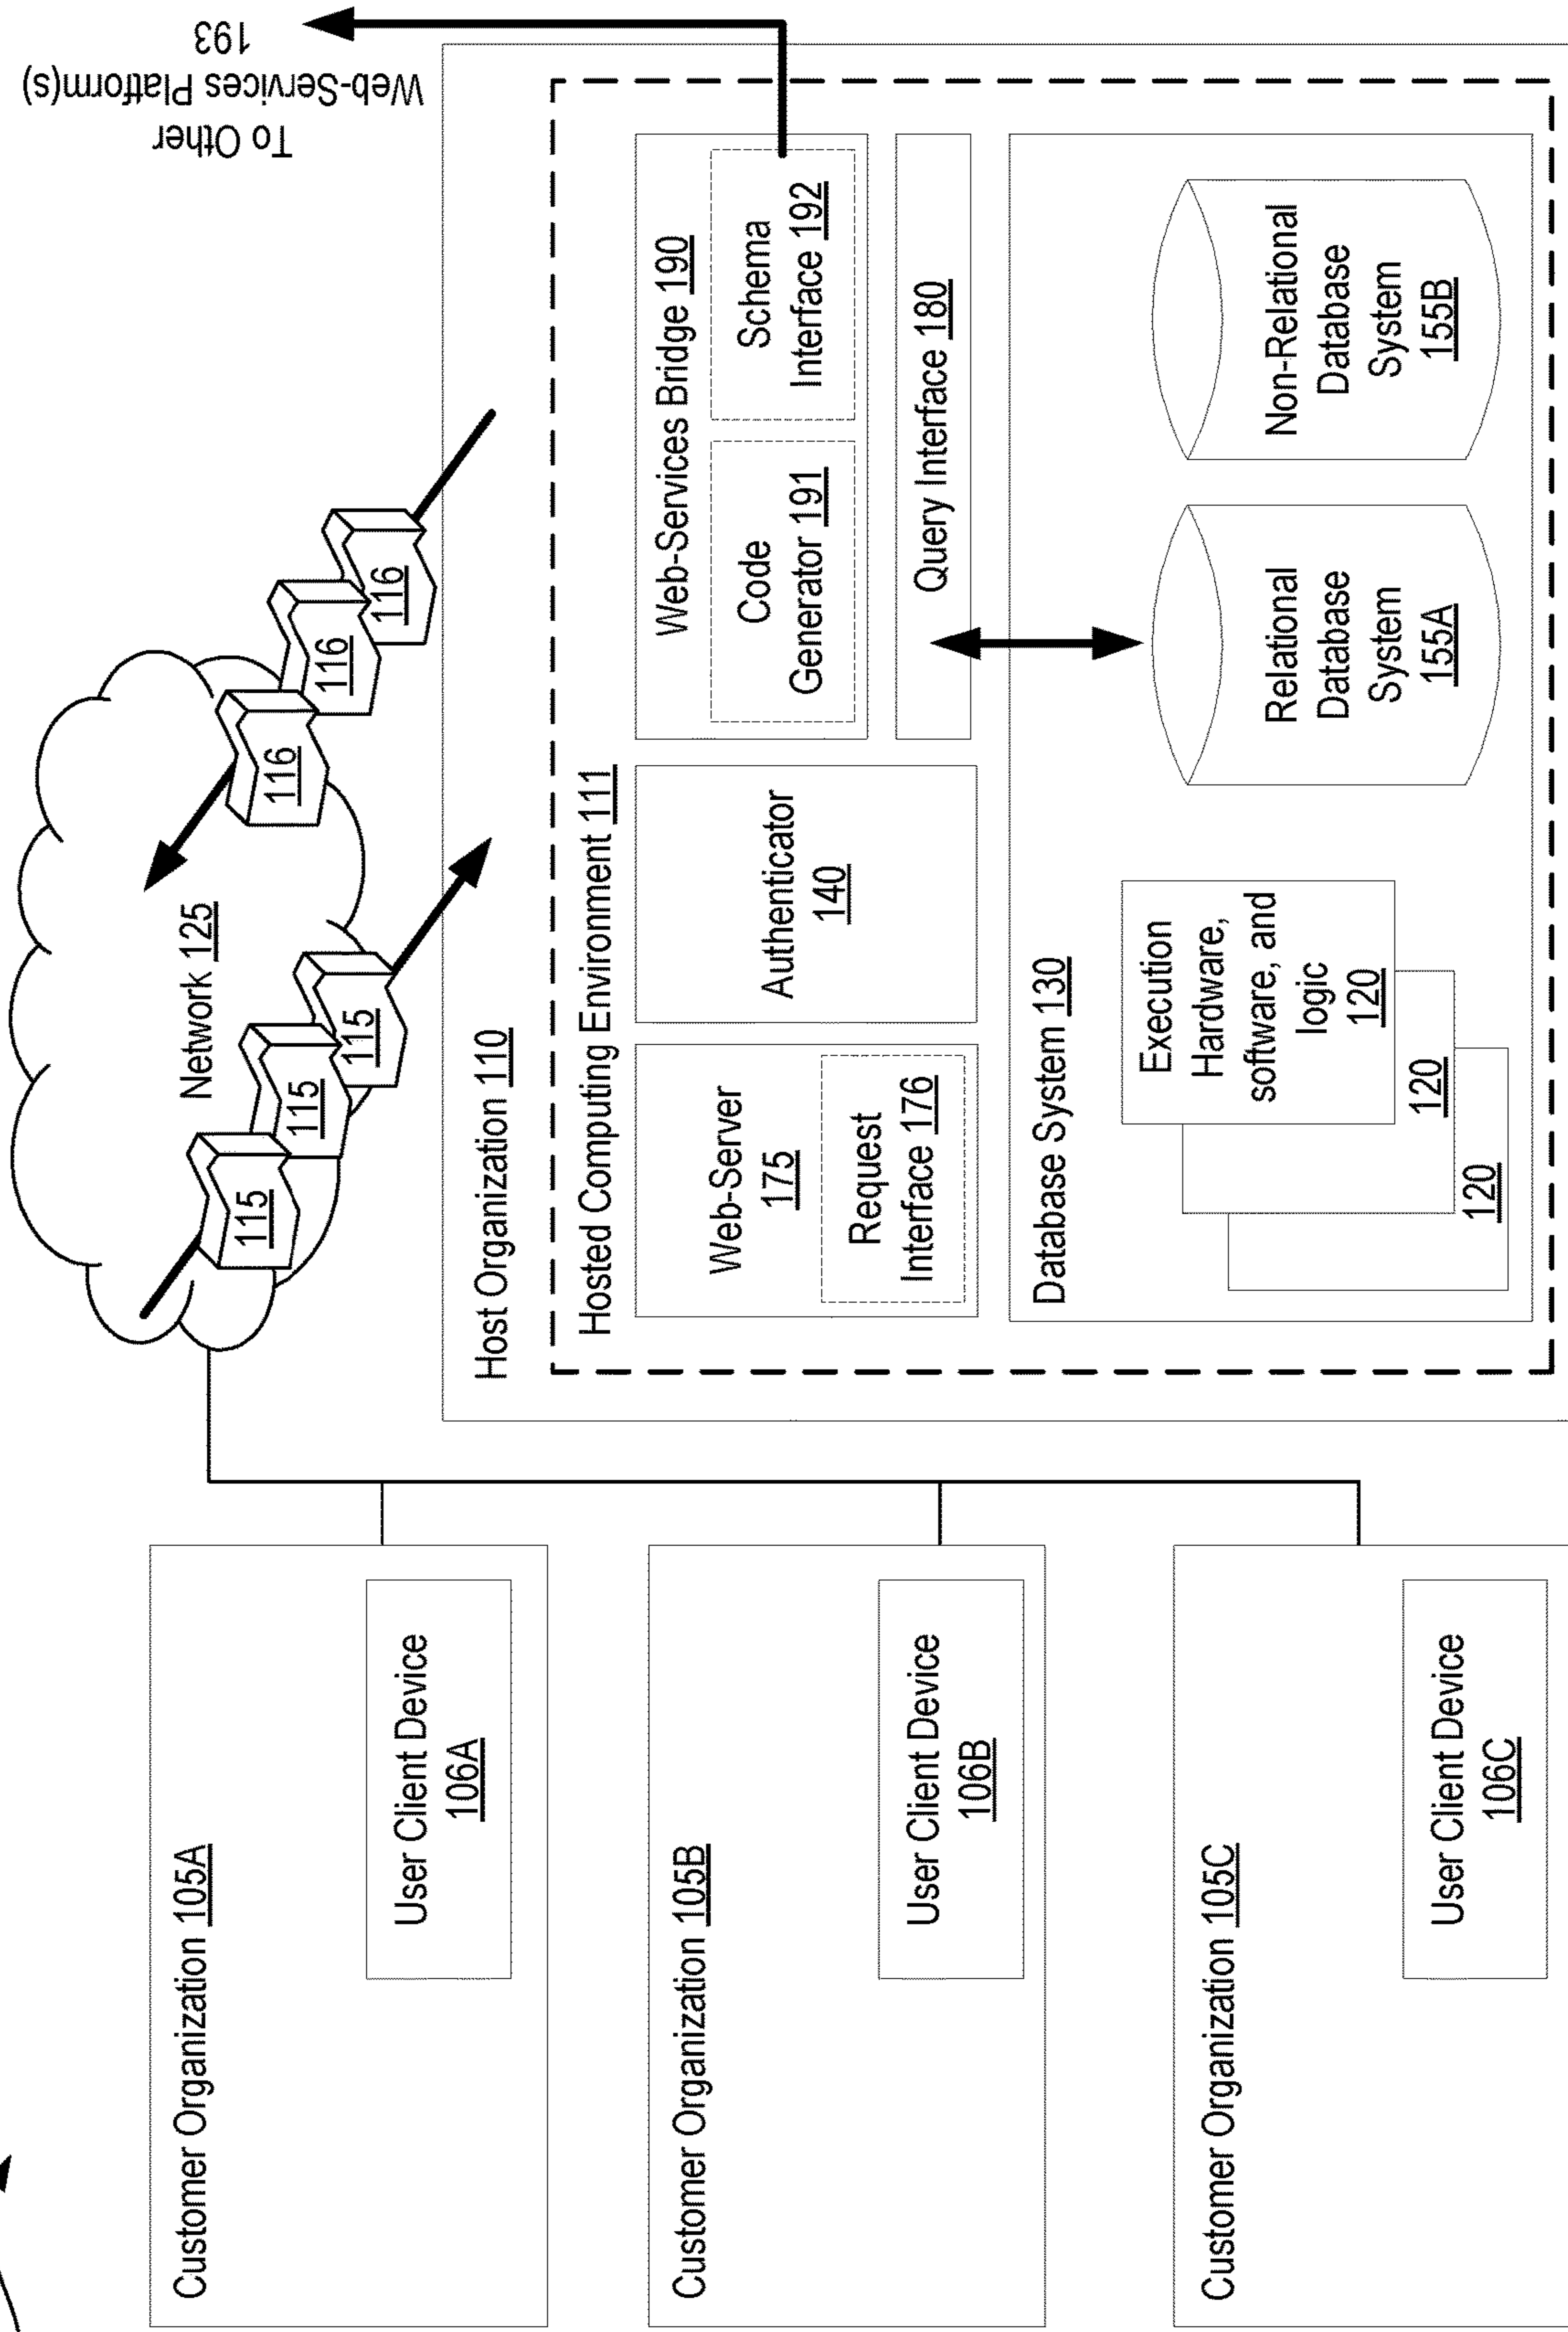 Customer Organization 105A
User Client Device
106A
Customer Organization 105B
User Client Device
106B
Customer Organization 105C
User Client Device
106C
Network 125
115
115
115
116
116
116
To Other
Web-Services Platform(s)
193
Host Organization 110
Hosted Computing Environment 111
Web-Server
175
Request
Interface 176
Authenticator
140
Web-Services Bridge 190
Code
Generator 191
Schema
Interface 192
Query Interface 180
Database System 130
Execution
Hardware,
software, and
logic
120
120
120
Relational
Database
System
155A
Non-Relational
Database
System
155B